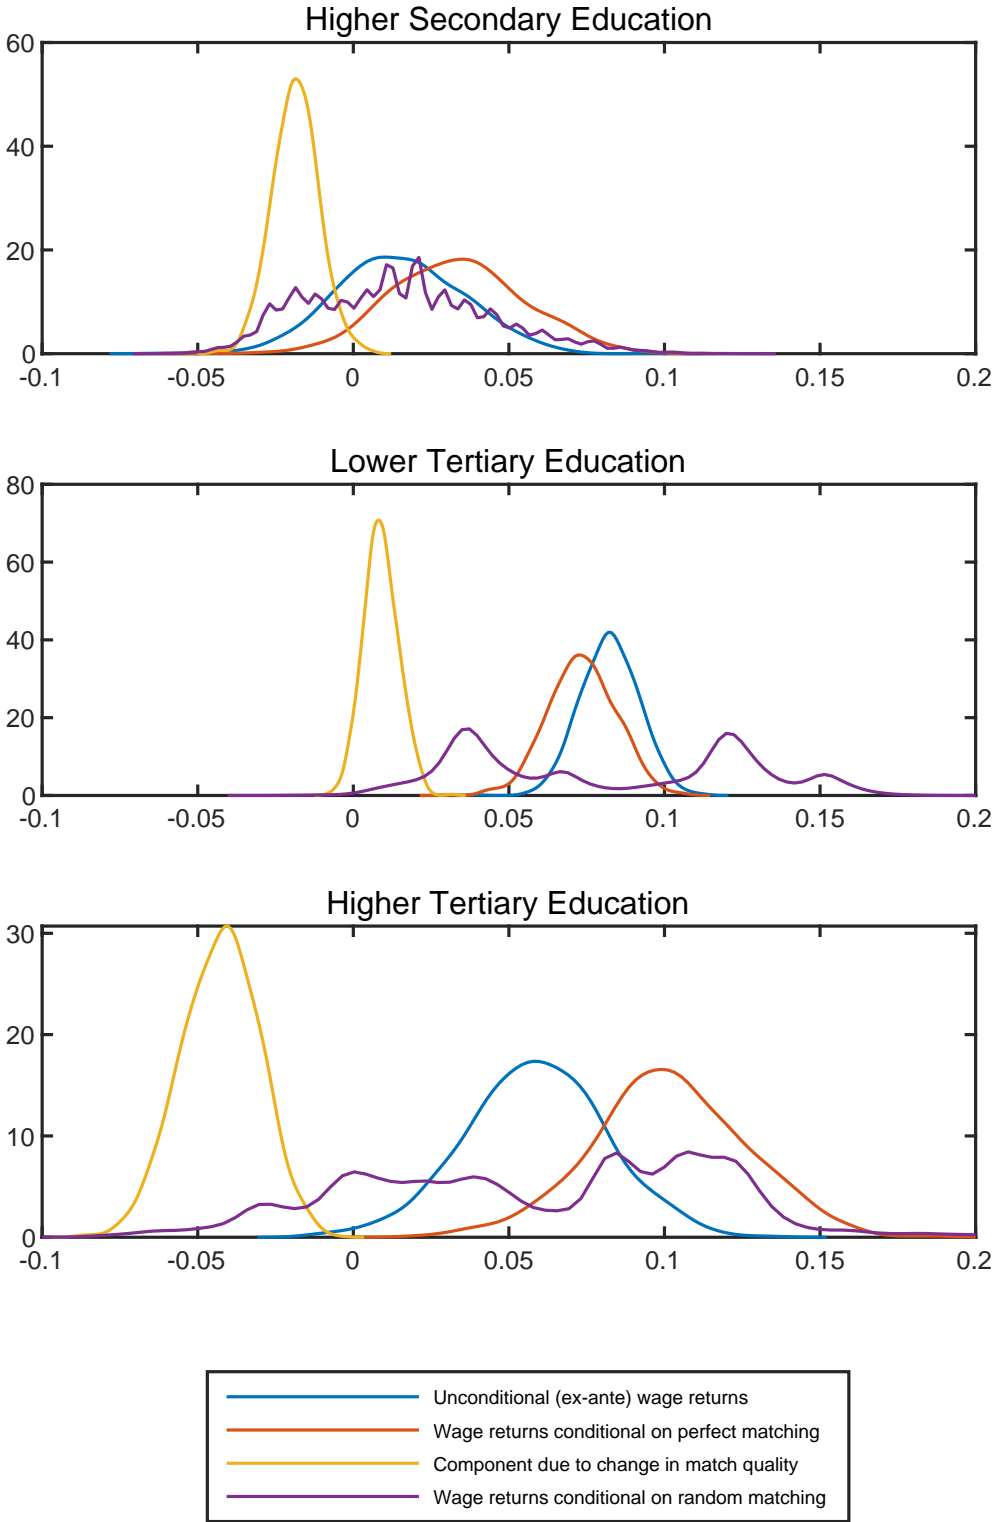 Higher Secondary Education
60
40
20
0
-0.1 -0.05 0 0.05 0.1 0.15 0.2
Lower Tertiary Education
80
60
40
20
0
-0.1 -0.05 0 0.05 0.1 0.15 0.2
Higher Tertiary Education
30
20
10
0
-0.1 -0.05 0 0.05 0.1 0.15 0.2
Unconditional (ex-ante) wage returns
Wage returns conditional on perfect matching
Component due to change in match quality
Wage returns conditional on random matching